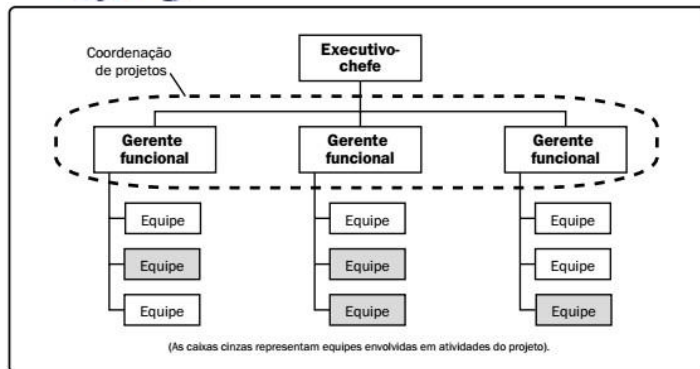 Coordenação
de projetos
Executivo-
chefe
Gerente
funcional
Gerente
funcional
Gerente
funcional
Equipe
Equipe
Equipe
Equipe
Equipe
Equipe
Equipe
Equipe
Equipe
(As caixas cinzas representam equipes envolvidas em atividades do projeto).